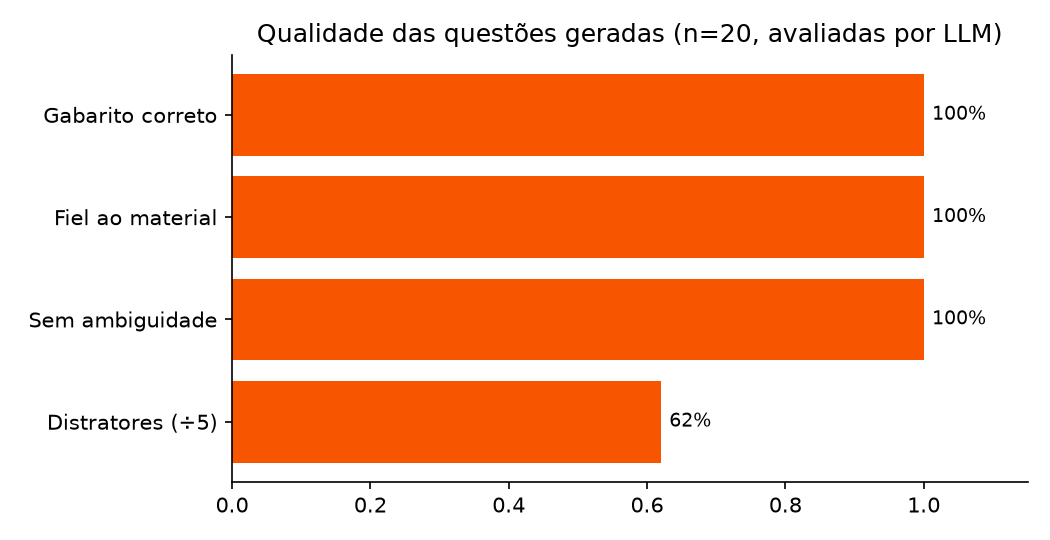 Qualidade das questões geradas (n=20, avaliadas por LLM)
Gabarito correto 100%
Fiel ao material 100%
Sem ambiguidade 100%
Distratores (÷5) 62%
0.0 0.2 0.4 0.6 0.8 1.0